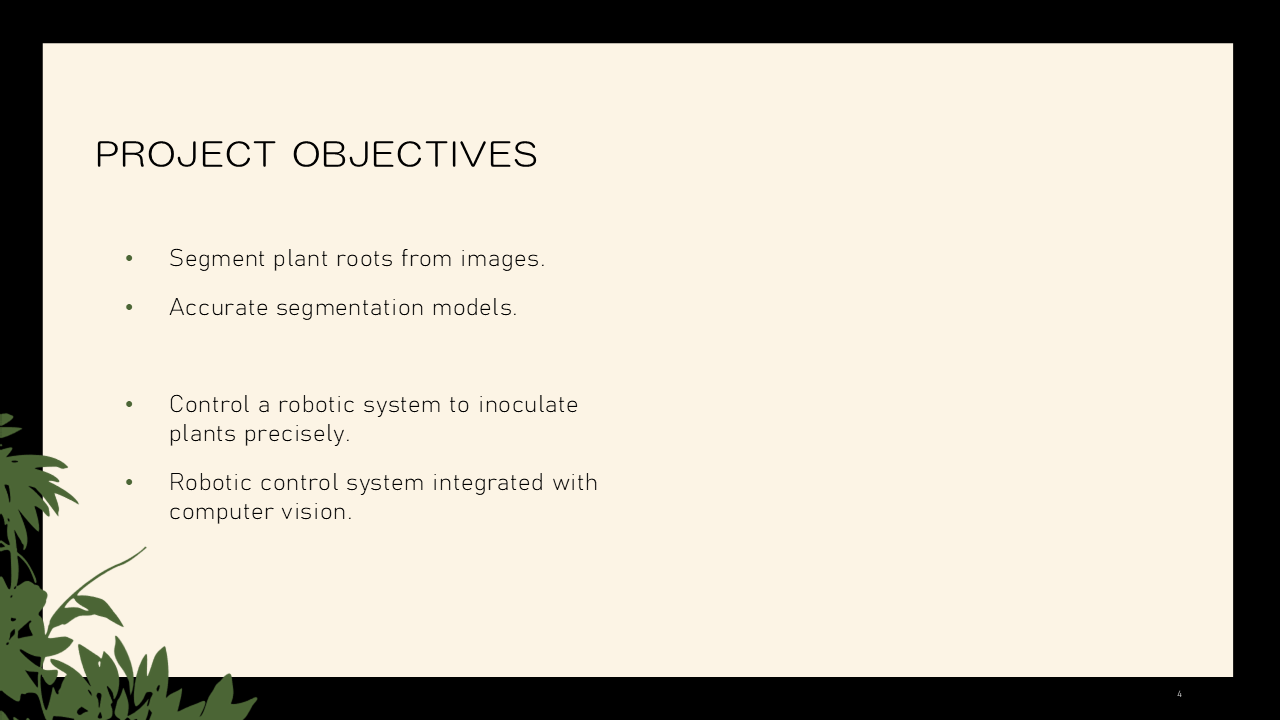 PROJECT OBJECTIVES
• Segment plant roots from images.
• Accurate segmentation models.
• Control a robotic system to inoculate
plants precisely.
• Robotic control system integrated with
computer vision.
4